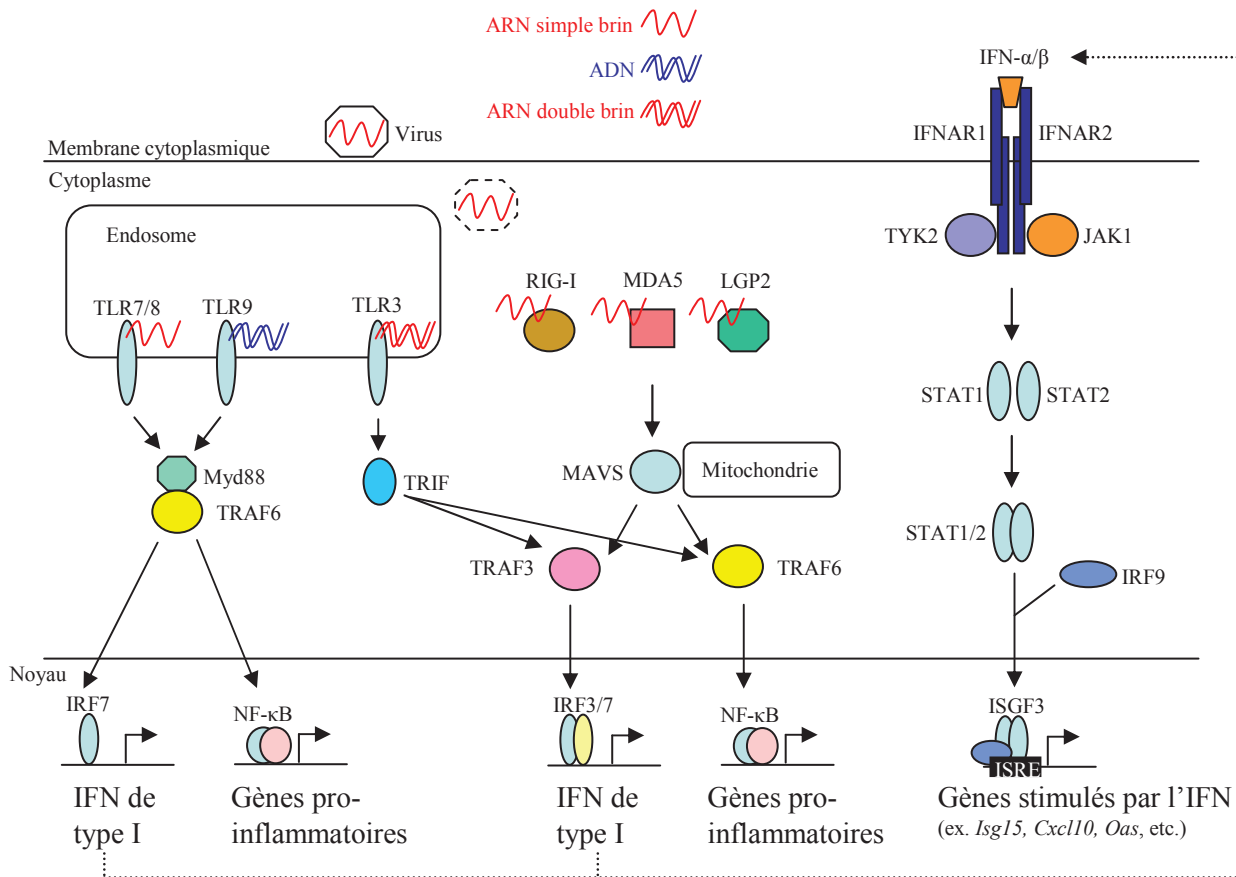 ARN simple brin
ADN
ARN double brin
IFN-α/β
IFNAR1
IFNAR2
Virus
Membrane cytoplasmique
Cytoplasme
Endosome
TYK2
JAK1
RIG-I
MDA5
LGP2
TLR7/8
TLR9
TLR3
STAT1
STAT2
Myd88
TRAF6
TRIF
MAVS
Mitochondrie
STAT1/2
TRAF3
TRAF6
IRF9
Noyau
IRF7
NF-κB
IRF3/7
NF-κB
ISGF3
ISRE
IFN de
type I
Gènes pro-
inflammatoires
IFN de
type I
Gènes pro-
inflammatoires
Gènes stimulés par l’IFN
(ex. Isg15, Cxcl10, Oas, etc.)